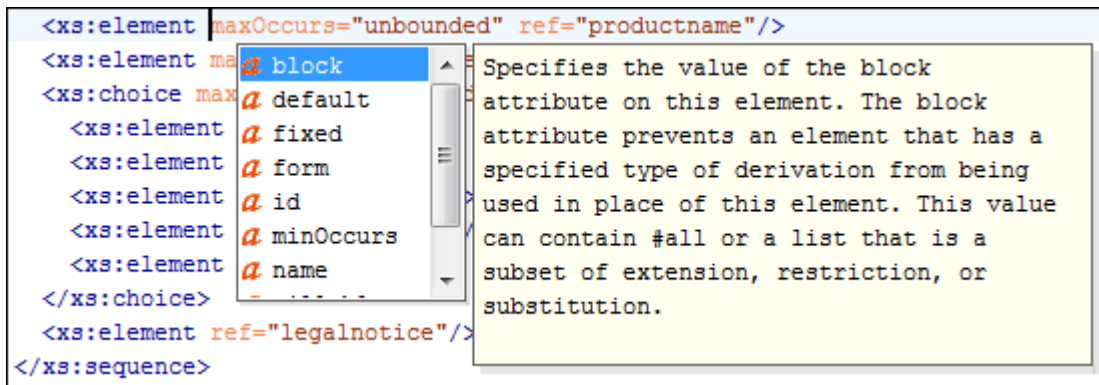 <xs:element maxOccurs="unbounded" ref="productname"/>
<xs:element ma
<xs:choice max
<xs:element
<xs:element
<xs:element >
<xs:element /
<xs:element
</xs:choice>
<xs:element ref="legalnotice"/>
</xs:sequence>
a block
a default
a fixed
a form
a id
a minOccurs
a name
Specifies the value of the block
attribute on this element. The block
attribute prevents an element that has a
specified type of derivation from being
used in place of this element. This value
can contain #all or a list that is a
subset of extension, restriction, or
substitution.